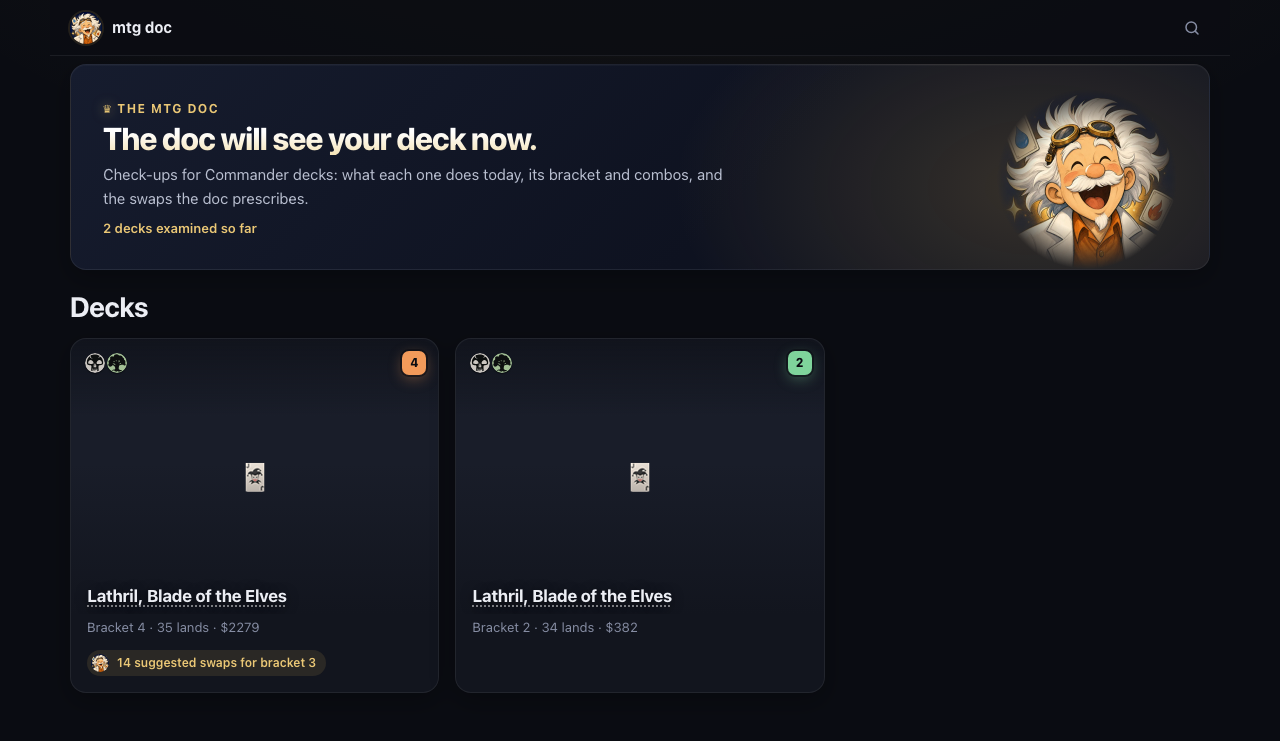 mtg doc
THE MTG DOC
The doc will see your deck now.
Check-ups for Commander decks: what each one does today, its bracket and combos, and
the swaps the doc prescribes.
2 decks examined so far
Decks
4
Lathril, Blade of the Elves
Bracket 4 · 35 lands · $2279
14 suggested swaps for bracket 3
2
Lathril, Blade of the Elves
Bracket 2 · 34 lands · $382